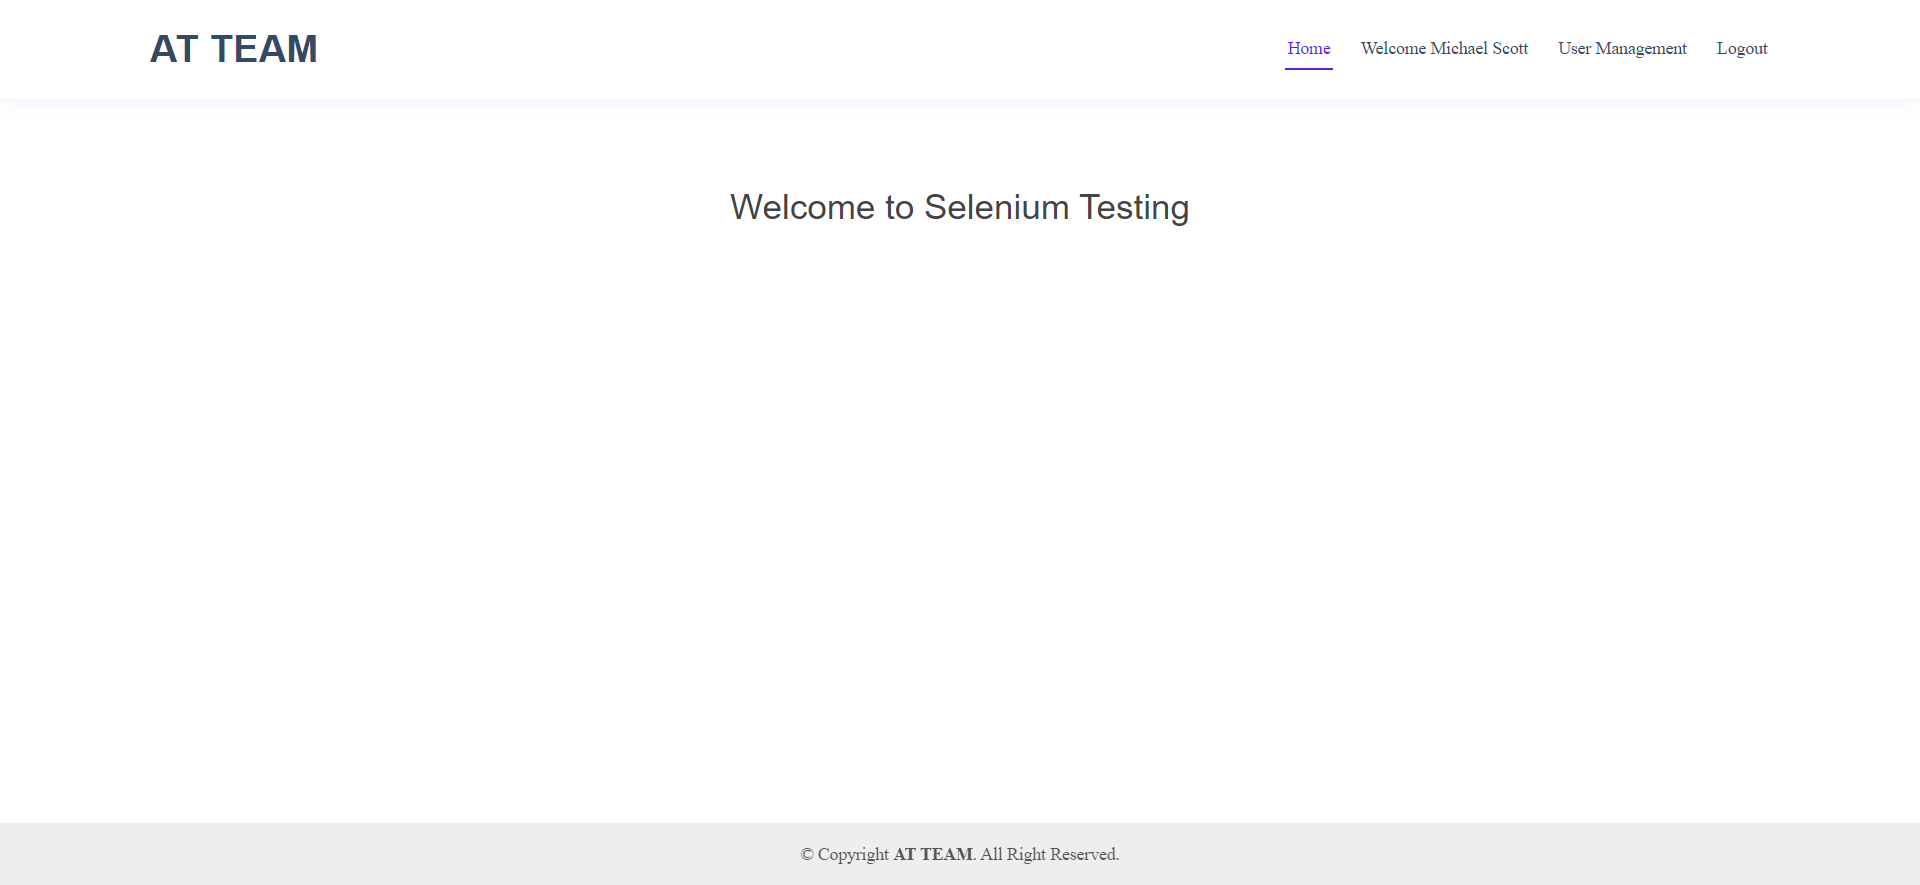 AT TEAM
Home Welcome Michael Scott User Management Logout
Welcome to Selenium Testing
© Copyright AT TEAM. All Right Reserved.